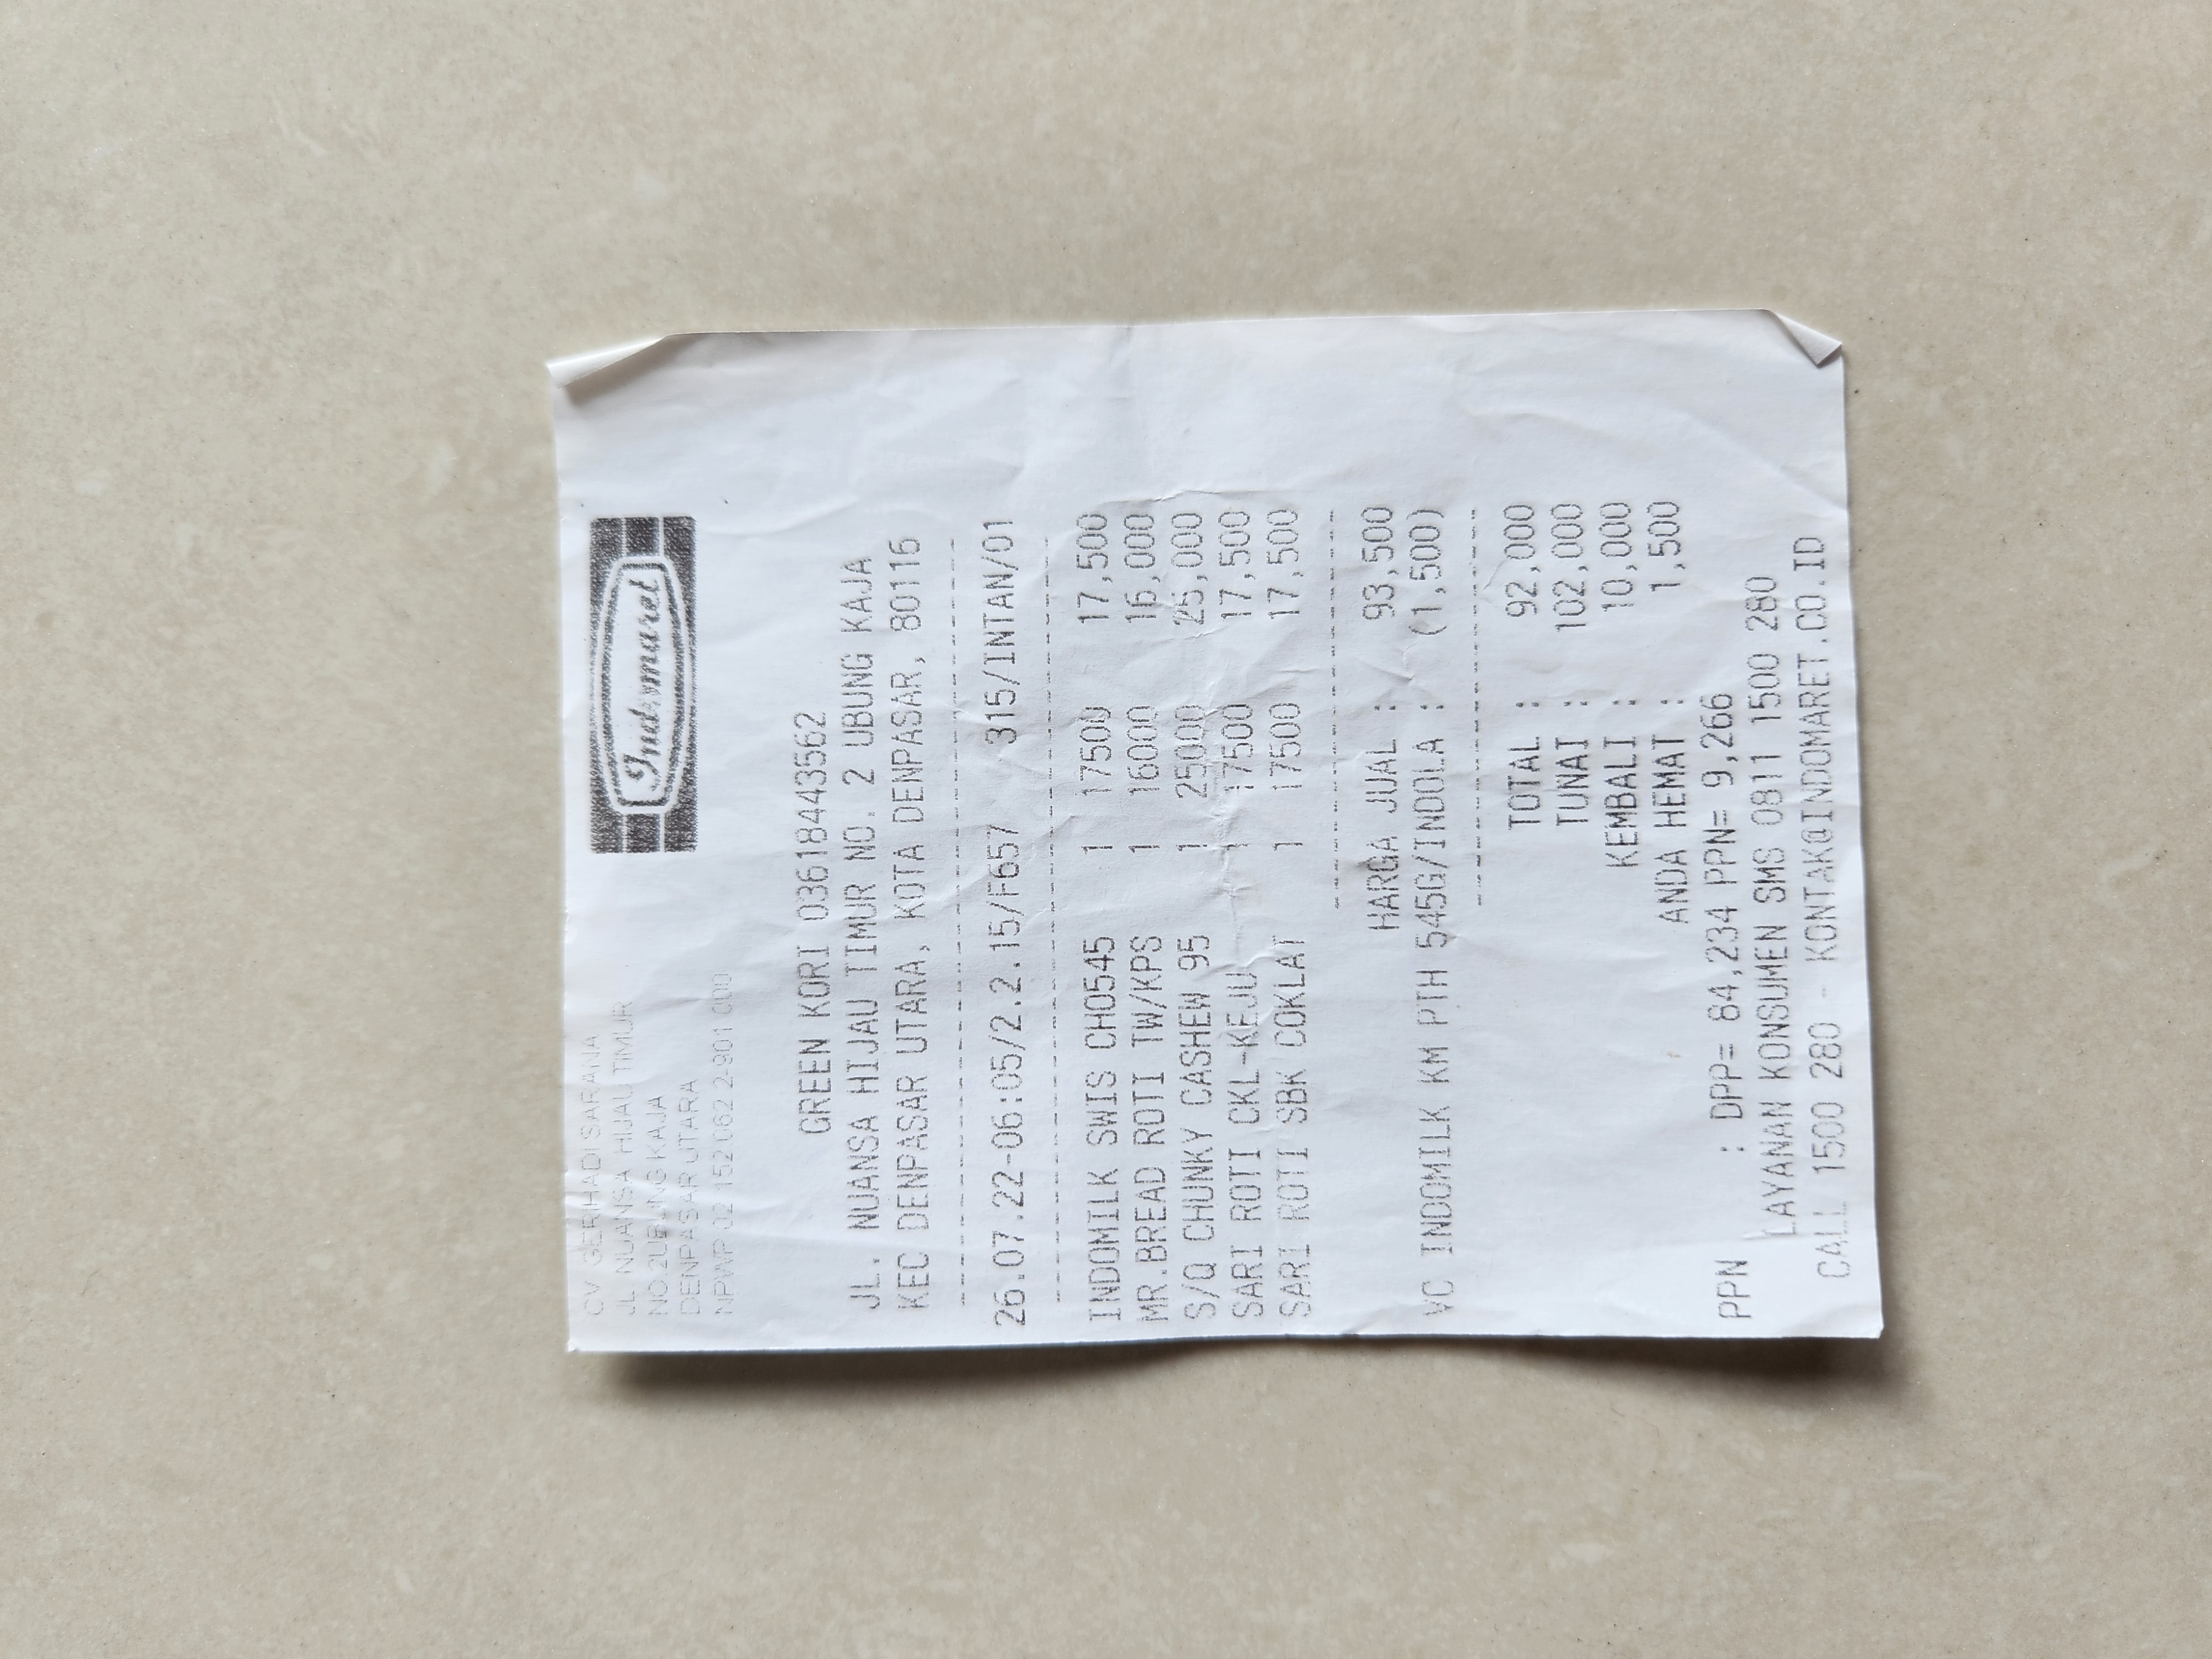 CV GERIHADI SARANA
JL NUANSA HIJAU TIMUR
NO.2UBUNG KAJA
DENPASAR UTARA
NPWP 02 152 062 2-901 000
Indomaret
GREEN KORI 03618443562
JL. NUANSA HIJAU TIMUR NO. 2 UBUNG KAJA
KEC DENPASAR UTARA, KOTA DENPASAR, 80116
26.07.22-06:05/2.2.15/F657 315/INTAN/01
INDOMILK SWIS CHO545 1 17500 17,500
MR.BREAD ROTI TW/KPS 1 16000 16,000
S/Q CHUNKY CASHEW 95 1 25000 25,000
SARI ROTI CKL-KEJU 1 17500 17,500
SARI ROTI SBK COKLAT 1 17500 17,500
HARGA JUAL : 93,500
VC INDOMILK KM PTH 545G/INDOLA : (1,500)
TOTAL : 92,000
TUNAI : 102,000
KEMBALI : 10,000
ANDA HEMAT : 1,500
PPN : DPP= 84,234 PPN= 9,266
LAYANAN KONSUMEN SMS 0811 1500 280
CALL 1500 280 - KONTAK@INDOMARET.CO.ID